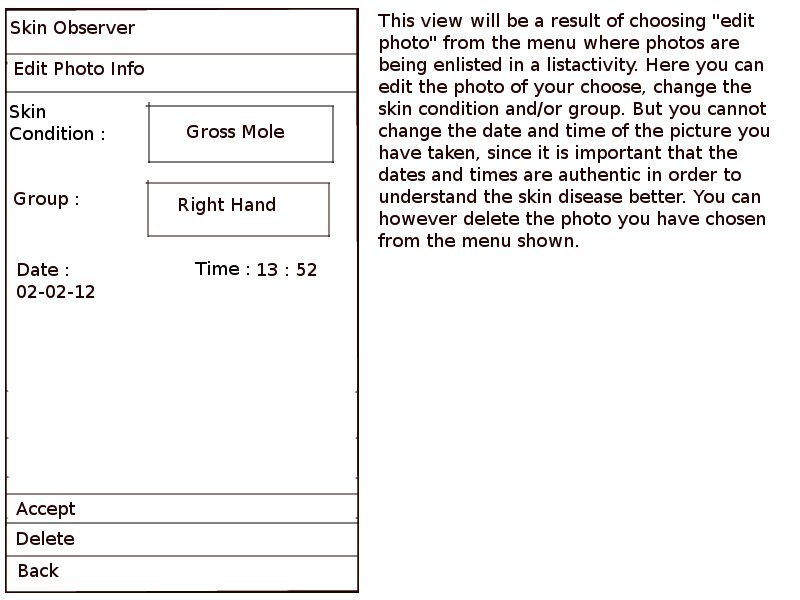 Skin Observer
Edit Photo Info
Skin
Condition :
Gross Mole
Group :
Right Hand
Date :
02-02-12
Time : 13 : 52
Accept
Delete
Back
This view will be a result of choosing "edit
photo" from the menu where photos are
being enlisted in a listactivity. Here you can
edit the photo of your choose, change the
skin condition and/or group. But you cannot
change the date and time of the picture you
have taken, since it is important that the
dates and times are authentic in order to
understand the skin disease better. You can
however delete the photo you have chosen
from the menu shown.